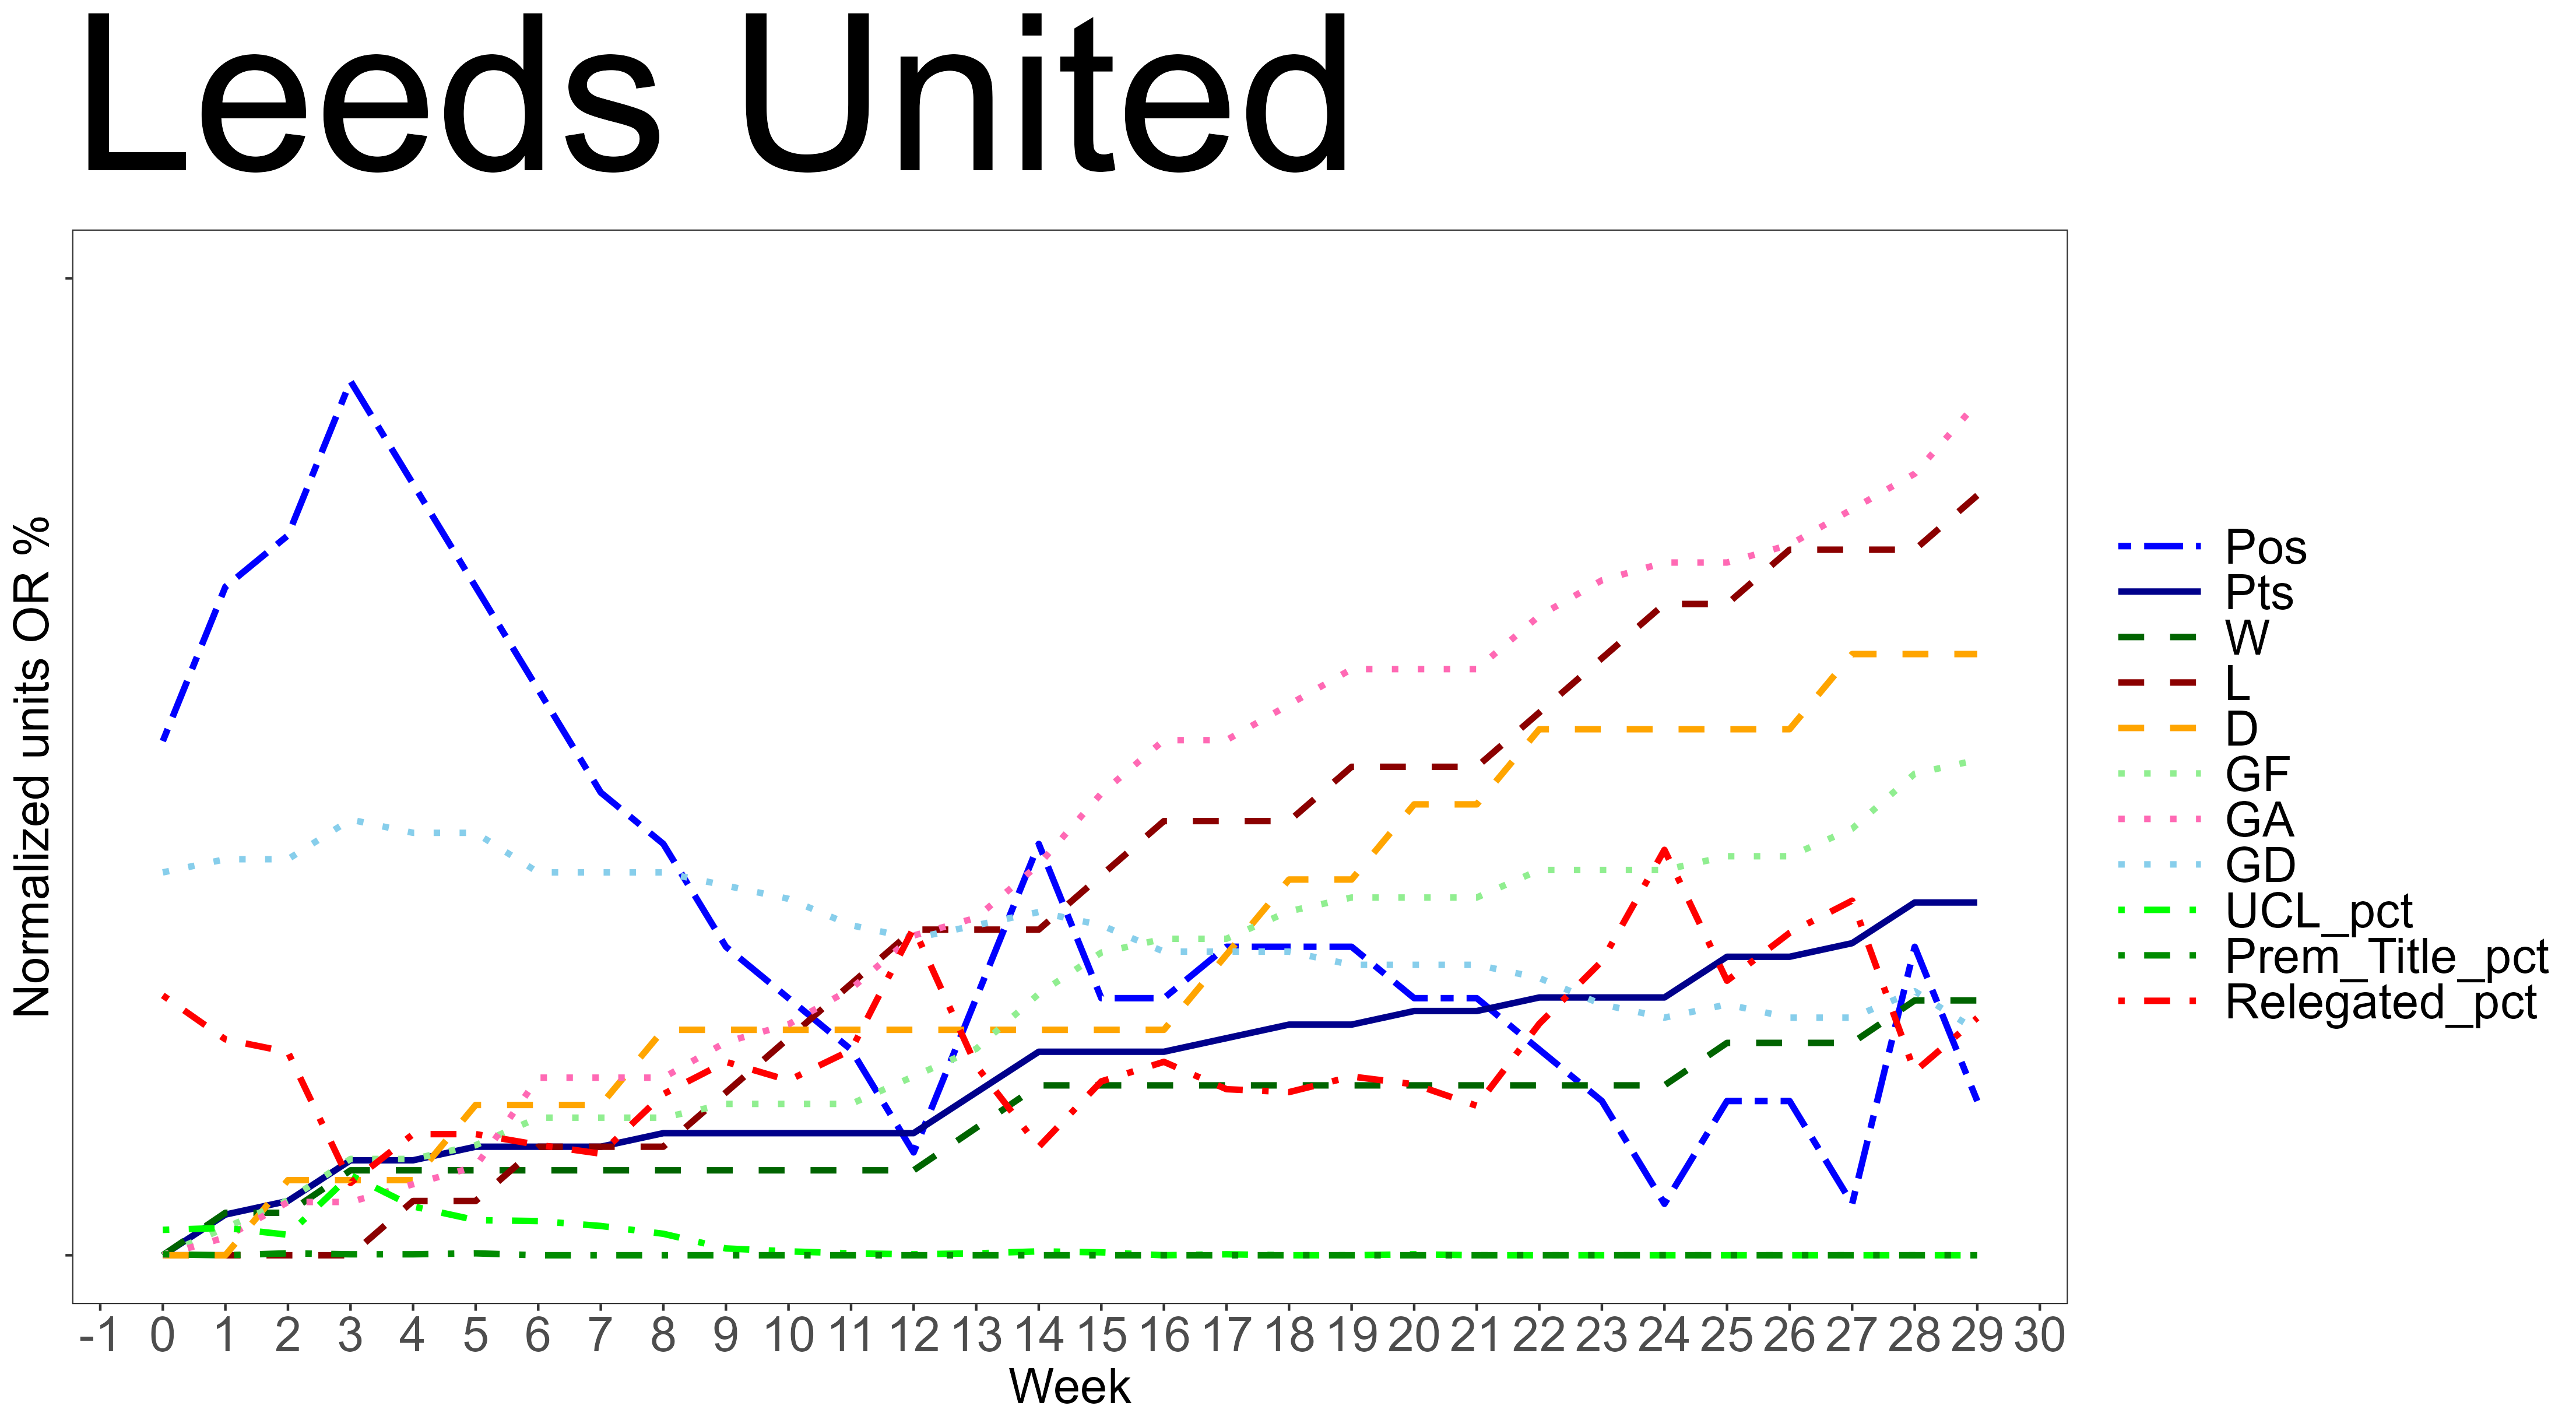 Leeds United
Normalized units OR %
Pos
Pts
W
L
D
GF
GA
GD
UCL_pct
Prem_Title_pct
Relegated_pct
-1 0 1 2 3 4 5 6 7 8 9 10 11 12 13 14 15 16 17 18 19 20 21 22 23 24 25 26 27 28 29 30
Week